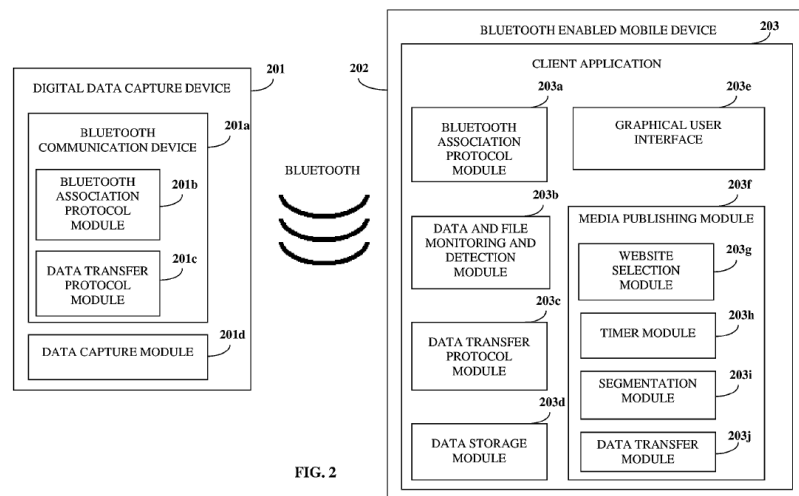 DIGITAL DATA CAPTURE DEVICE
201
BLUETOOTH
COMMUNICATION DEVICE
201a
BLUETOOTH
ASSOCIATION
PROTOCOL
MODULE
201b
DATA TRANSFER
PROTOCOL
MODULE
201c
DATA CAPTURE MODULE
201d
BLUETOOTH
202
BLUETOOTH ENABLED MOBILE DEVICE
203
CLIENT APPLICATION
203a
BLUETOOTH
ASSOCIATION
PROTOCOL
MODULE
203b
DATA AND FILE
MONITORING AND
DETECTION
MODULE
203c
DATA TRANSFER
PROTOCOL
MODULE
203d
DATA STORAGE
MODULE
203e
GRAPHICAL USER
INTERFACE
203f
MEDIA PUBLISHING MODULE
WEBSITE
SELECTION
MODULE
203g
TIMER MODULE
203h
SEGMENTATION
MODULE
203i
DATA TRANSFER
MODULE
203j
FIG. 2